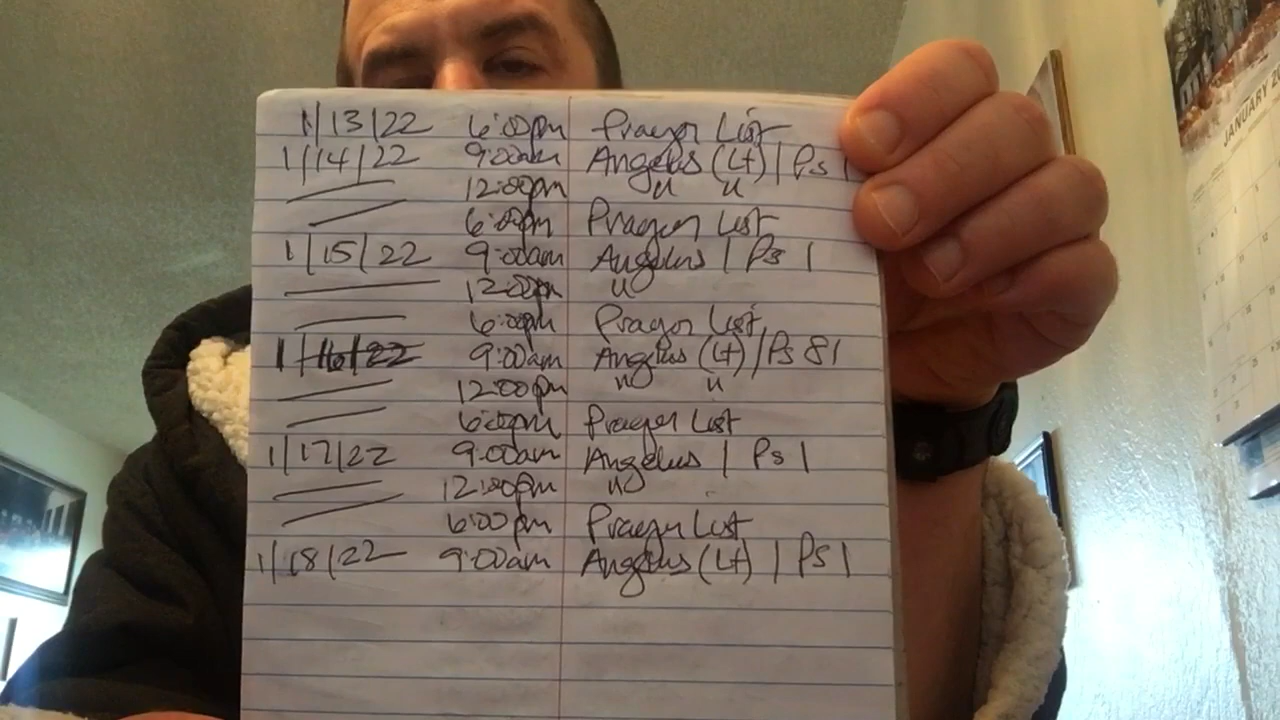 1/13/22 6:00pm Prayer List
1/14/22 9:00am Angelus (Lt) | Ps 1
12:00pm " "
6:00pm Prayer List
1/15/22 9:00am Angelus | Ps 1
12:00pm "
6:00pm Prayer List
1/16/22 9:00am Angelus (Lt) | Ps 81
12:00pm " "
6:00pm Prayer List
1/17/22 9:00am Angelus | Ps 1
12:00pm "
6:00pm Prayer List
1/18/22 9:00am Angelus (Lt) | Ps 1
JANUARY